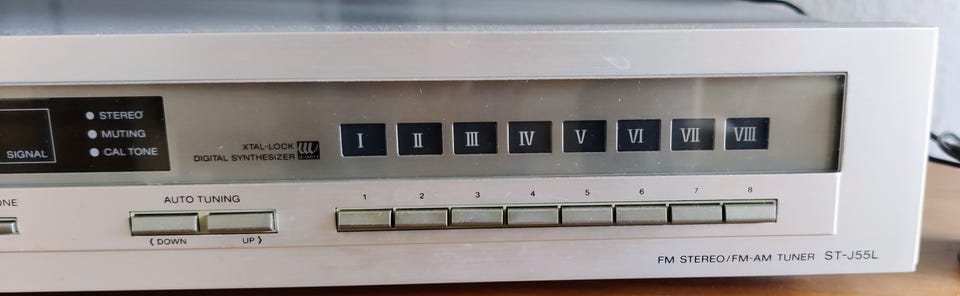 STEREO
MUTING
CAL TONE
SIGNAL
XTAL-LOCK
DIGITAL SYNTHESIZER
I II III IV V VI VII VIII
1 2 3 4 5 6 7 8
AUTO TUNING
DOWN UP
FM STEREO/FM-AM TUNER ST-J55L